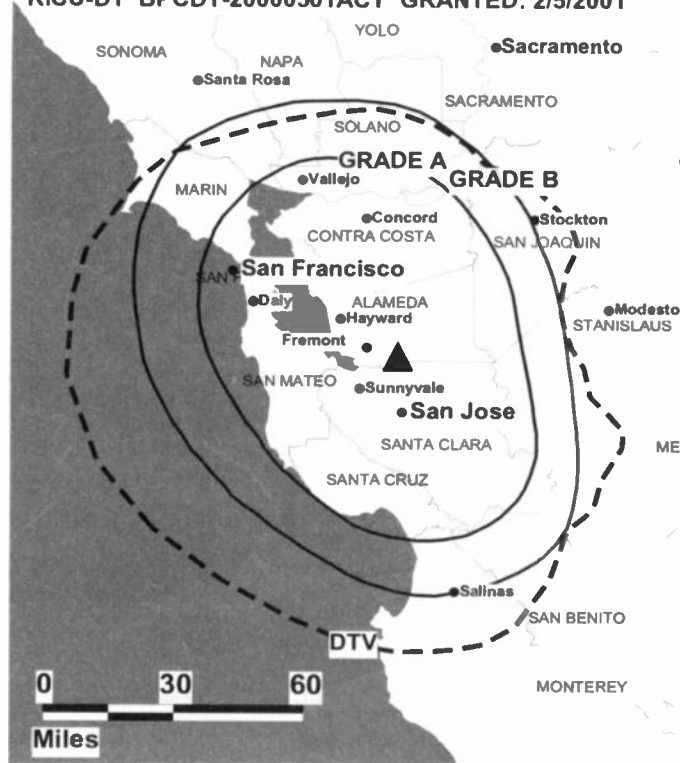 GRANTED: 2/5/2001
YOLO
SONOMA
Sacramento
NAPA
Santa Rosa
SACRAMENTO
SOLANO
GRADE A
Vallejo
GRADE B
MARIN
Concord
Stockton
CONTRA COSTA
SAN JOAQUIN
San Francisco
SAN F
Daly
ALAMEDA
Hayward
Modesto
STANISLAUS
Fremont
SAN MATEO
Sunnyvale
San Jose
SANTA CLARA
ME
SANTA CRUZ
Salinas
SAN BENITO
DTV
MONTEREY
0 30 60
Miles